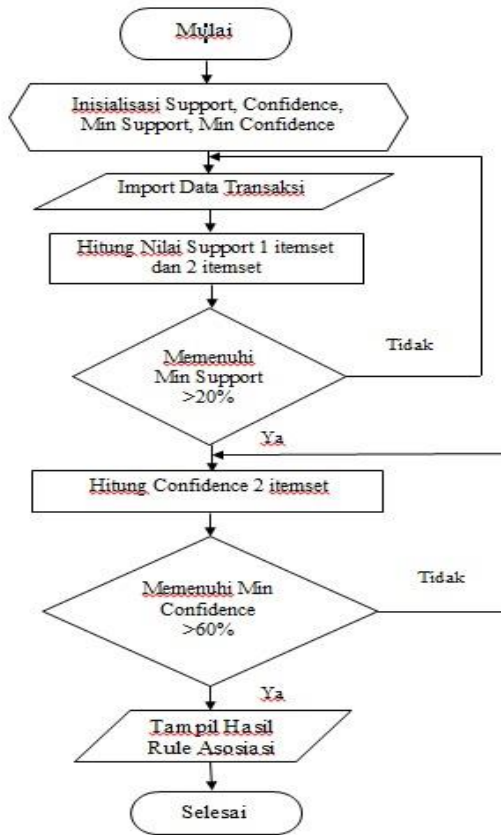 Mulai
Inisialisasi Support, Confidence,
Min Support, Min Confidence
Import Data Transaksi
Hitung Nilai Support 1 itemset
dan 2 itemset
Memenuhi
Min Support
>20%
Tidak
Ya
Hitung Confidence 2 itemset
Memenuhi Min
Confidence
>60%
Tidak
Ya
Tampil Hasil
Rule Asosiasi
Selesai